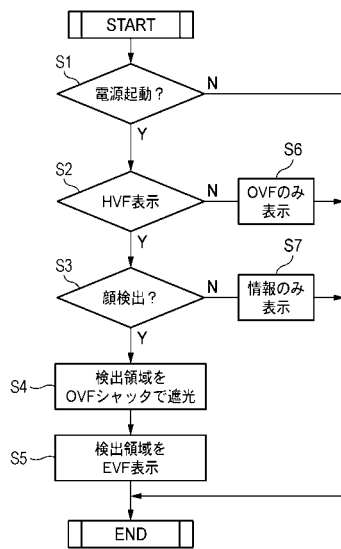 START
S1
電源起動?
N
Y
S2
HVF表示
N
S6
OVFのみ
表示
Y
S3
顔検出?
N
S7
情報のみ
表示
Y
S4
検出領域を
OVFシャッタで遮光
S5
検出領域を
EVF表示
END